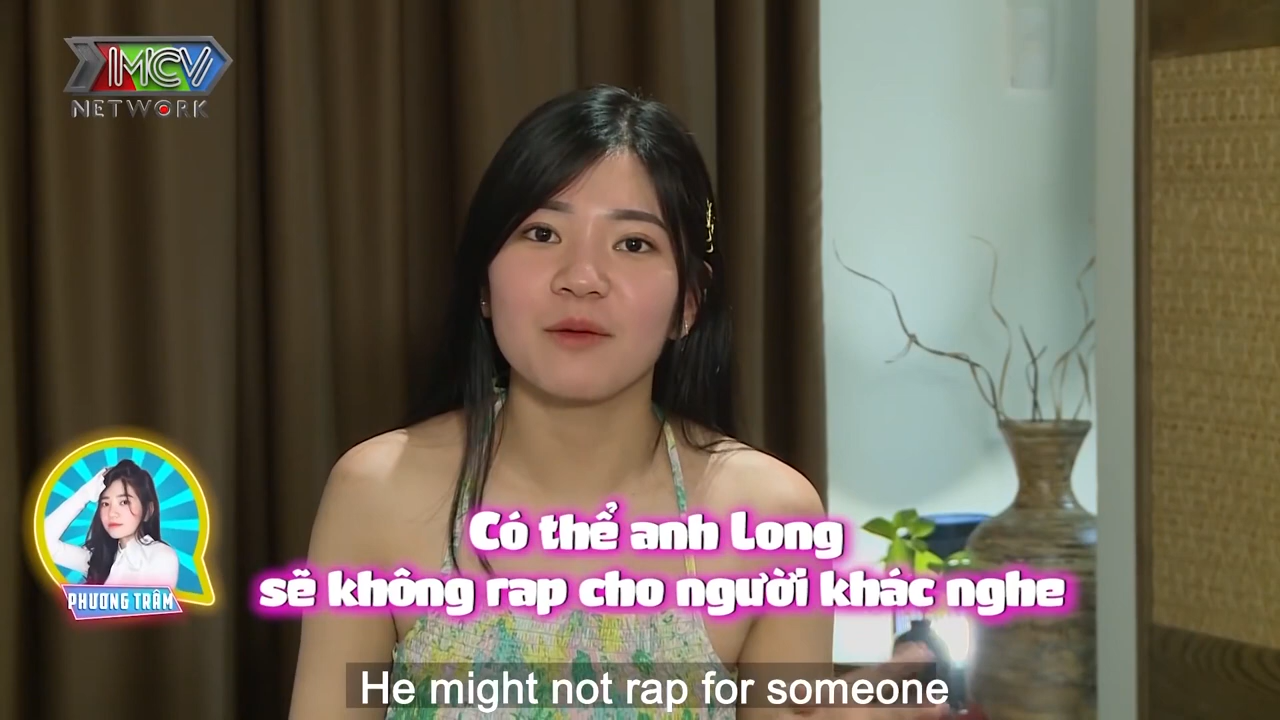 MCV
NETWORK
Có thể anh Long
sẽ không rap cho người khác nghe
PHƯƠNG TRÂM
He might not rap for someone